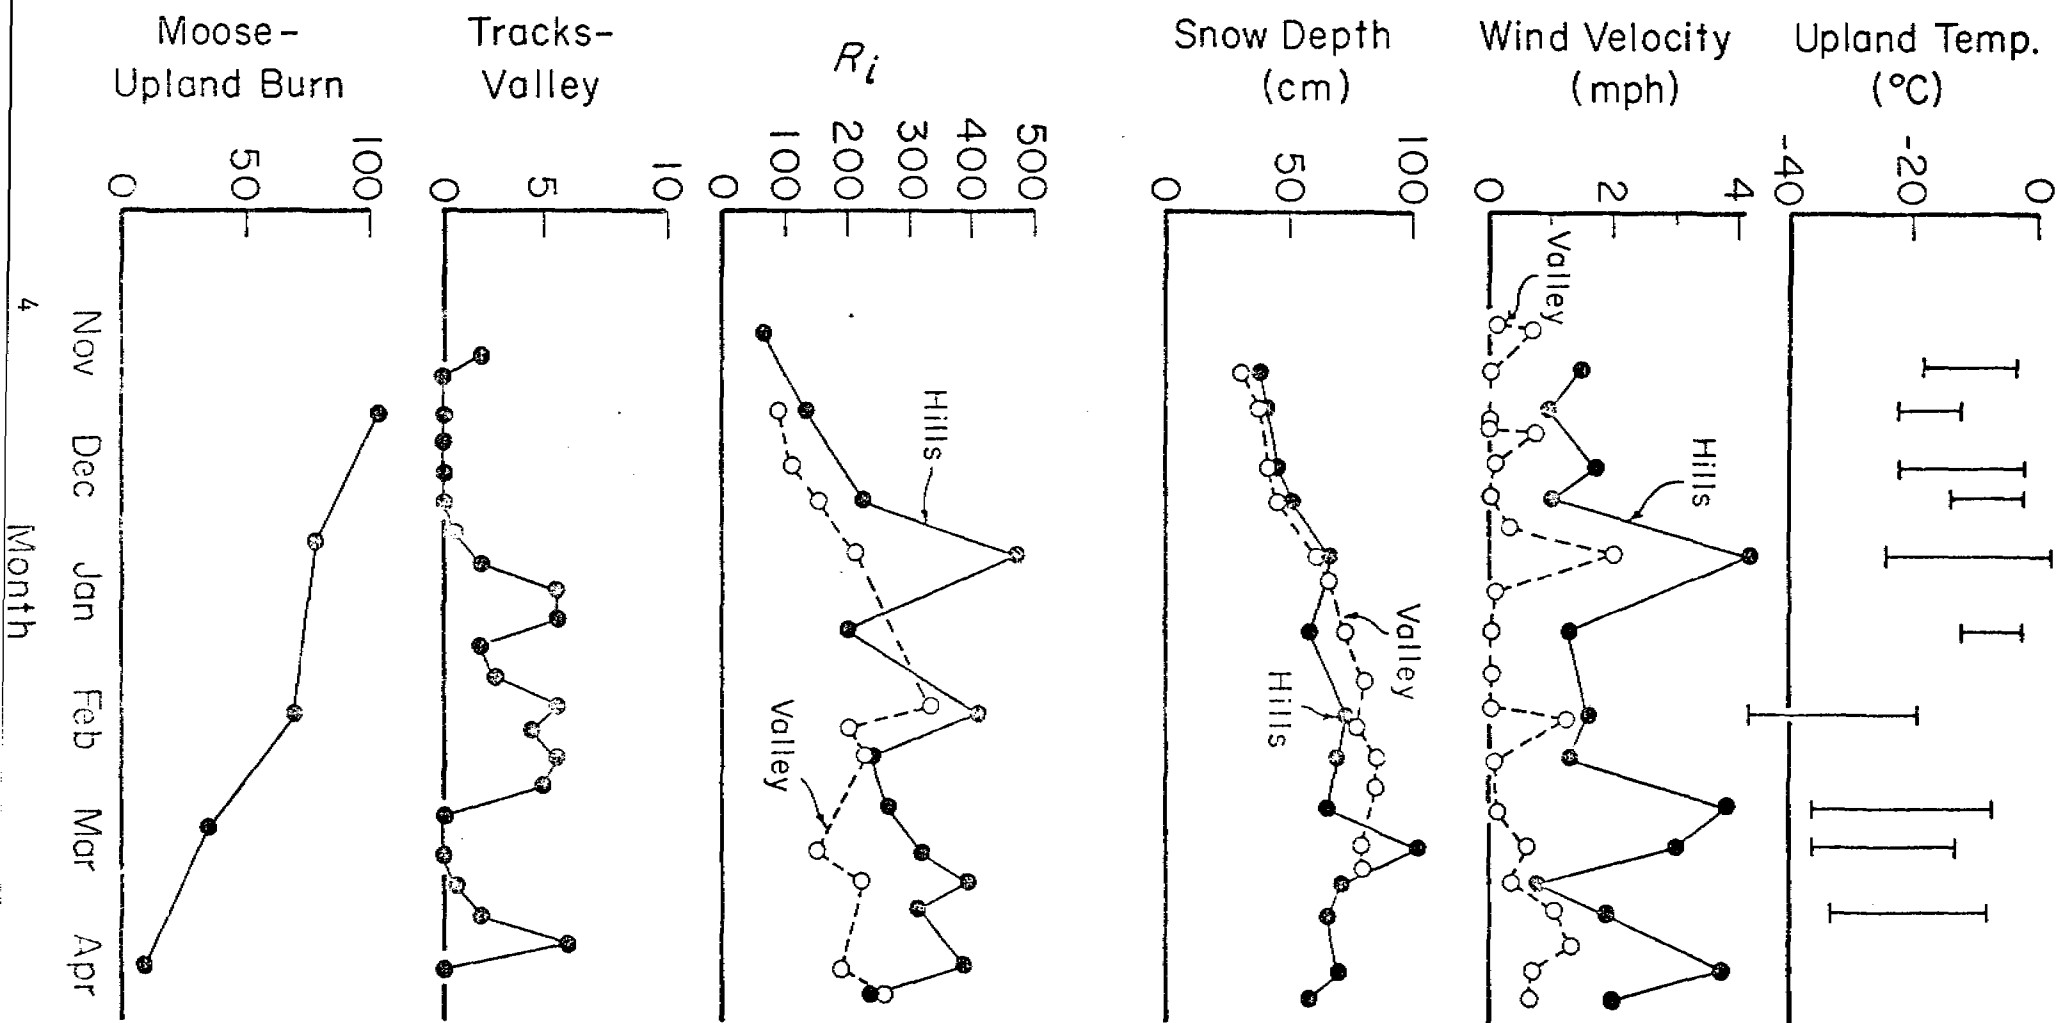 Moose-
Upland Burn
Tracks-
Valley
Ri
Snow Depth
(cm)
Wind Velocity
(mph)
Upland Temp.
(°C)
0
50
100
0
5
10
0
100
200
300
400
500
0
50
100
0
2
4
-40
-20
0
Valley
Hills
Hills
Valley
Hills
Valley
Nov
Dec
Jan
Feb
Mar
Apr
4
Month